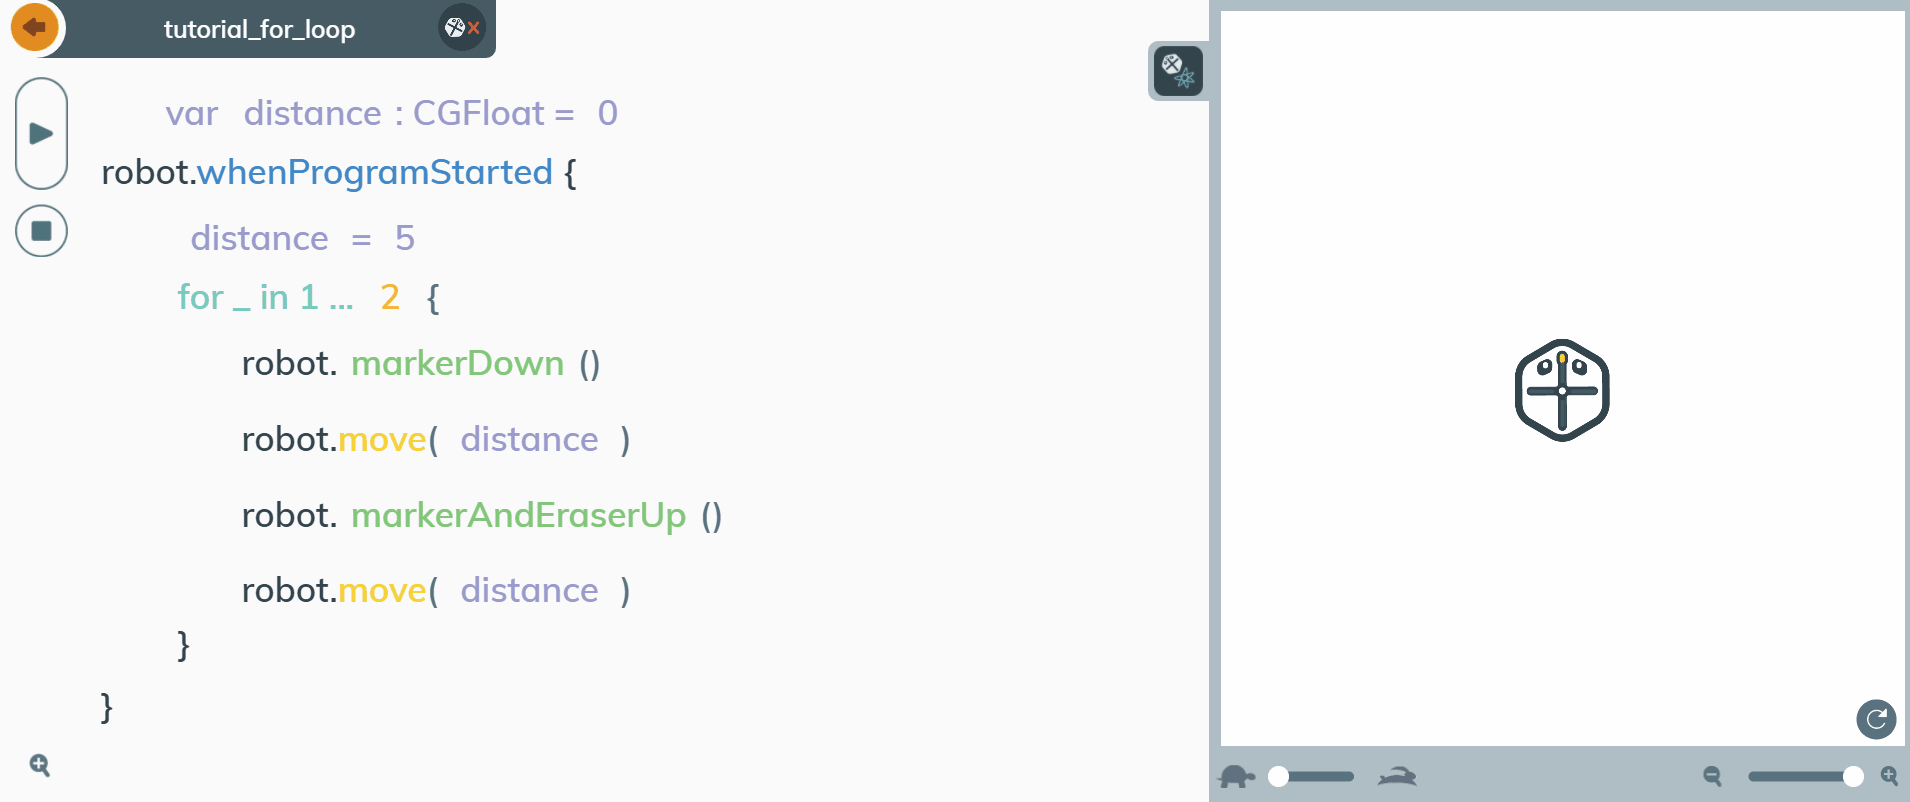 tutorial_for_loop
var distance : CGFloat = 0
robot.whenProgramStarted {
distance = 5
for _ in 1 ... 2 {
robot. markerDown ()
robot.move( distance )
robot. markerAndEraserUp ()
robot.move( distance )
}
}